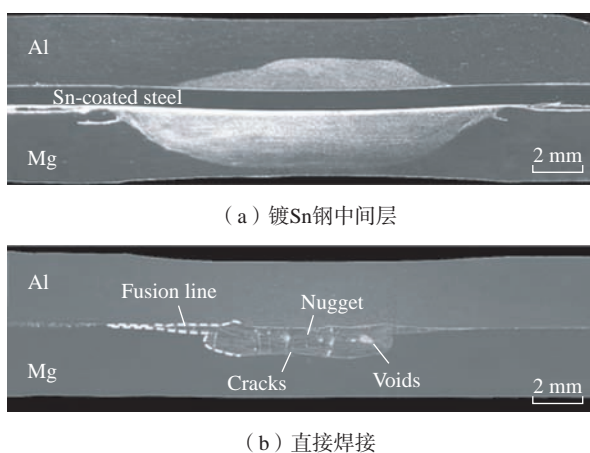 Al
Sn-coated steel
Mg
2 mm
（a）镀Sn钢中间层
Al
Fusion line
Nugget
Mg
Cracks
Voids
2 mm
（b）直接焊接